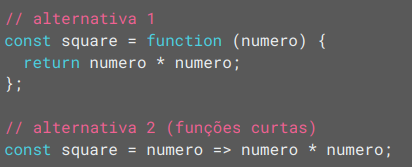 // alternativa 1
const square = function (numero) {
  return numero * numero;
};

// alternativa 2 (funções curtas)
const square = numero => numero * numero;